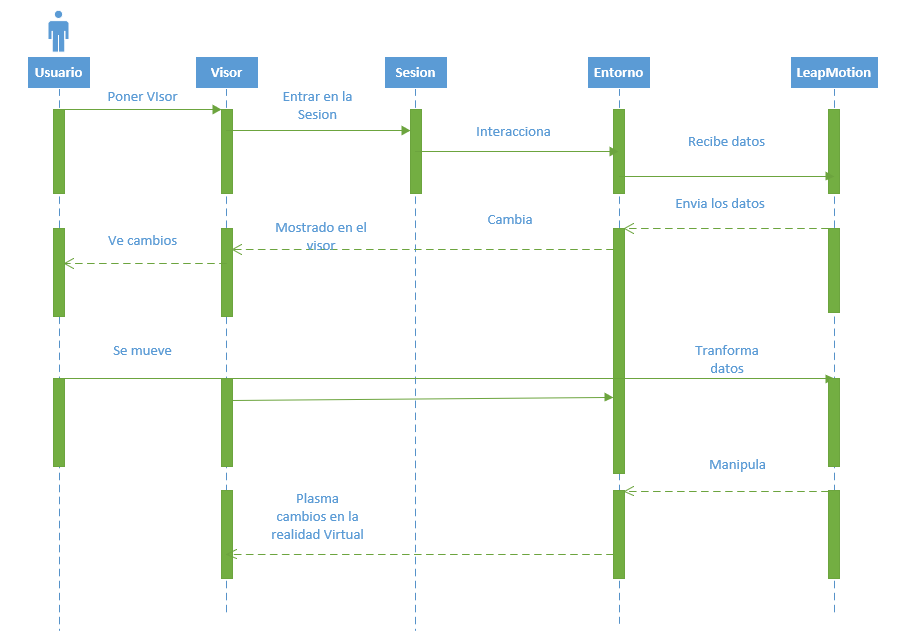 Usuario
Visor
Sesion
Entorno
LeapMotion
Poner VIsor
Entrar en la
Sesion
Interacciona
Recibe datos
Envia los datos
Cambia
Mostrado en el
visor
Ve cambios
Se mueve
Tranforma
datos
Manipula
Plasma
cambios en la
realidad Virtual